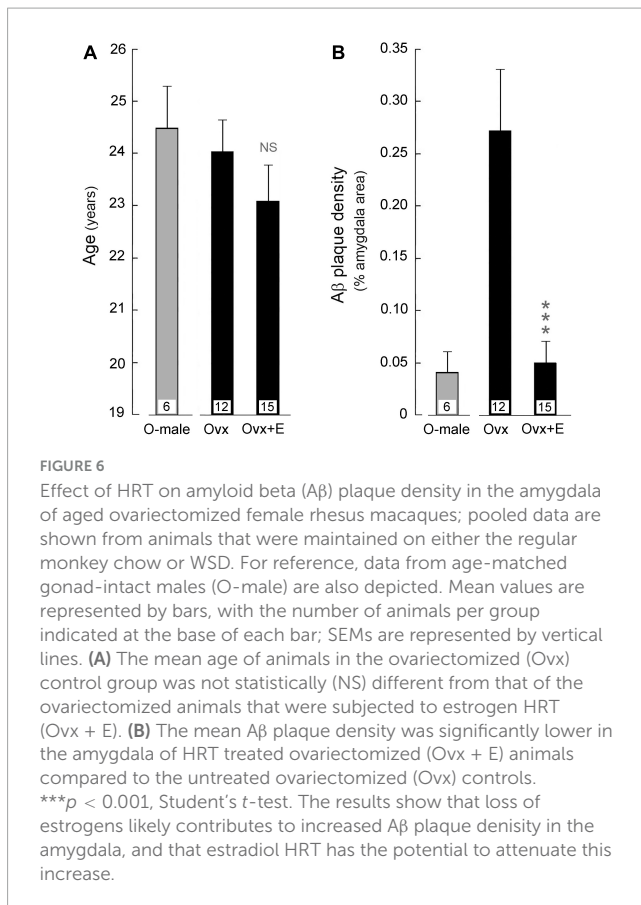 A
B
Age (years)
26
25
24
23
22
21
20
19
NS
6
12
15
O-male
Ovx
Ovx+E
Aβ plaque density
(% amygdala area)
0.35
0.30
0.25
0.20
0.15
0.10
0.05
0
***
6
12
15
O-male
Ovx
Ovx+E
FIGURE 6
Effect of HRT on amyloid beta (Aβ) plaque density in the amygdala
of aged ovariectomized female rhesus macaques; pooled data are
shown from animals that were maintained on either the regular
monkey chow or WSD. For reference, data from age-matched
gonad-intact males (O-male) are also depicted. Mean values are
represented by bars, with the number of animals per group
indicated at the base of each bar; SEMs are represented by vertical
lines. (A) The mean age of animals in the ovariectomized (Ovx)
control group was not statistically (NS) different from that of the
ovariectomized animals that were subjected to estrogen HRT
(Ovx + E). (B) The mean Aβ plaque density was significantly lower in
the amygdala of HRT treated ovariectomized (Ovx + E) animals
compared to the untreated ovariectomized (Ovx) controls.
***p < 0.001, Student's t-test. The results show that loss of
estrogens likely contributes to increased Aβ plaque denisity in the
amygdala, and that estradiol HRT has the potential to attenuate this
increase.